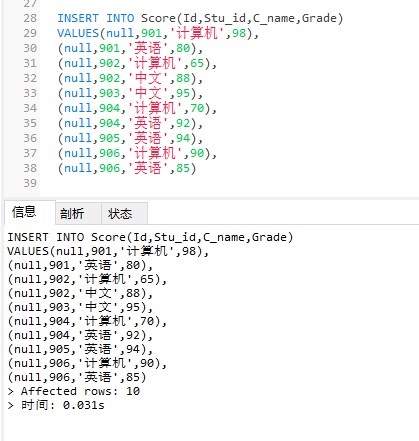 27
28 INSERT INTO Score(Id,Stu_id,C_name,Grade)
29 VALUES(null,901,'计算机',98),
30 (null,901,'英语',80),
31 (null,902,'计算机',65),
32 (null,902,'中文',88),
33 (null,903,'中文',95),
34 (null,904,'计算机',70),
35 (null,904,'英语',92),
36 (null,905,'英语',94),
37 (null,906,'计算机',90),
38 (null,906,'英语',85)
39
信息 剖析 状态
INSERT INTO Score(Id,Stu_id,C_name,Grade)
VALUES(null,901,'计算机',98),
(null,901,'英语',80),
(null,902,'计算机',65),
(null,902,'中文',88),
(null,903,'中文',95),
(null,904,'计算机',70),
(null,904,'英语',92),
(null,905,'英语',94),
(null,906,'计算机',90),
(null,906,'英语',85)
> Affected rows: 10
> 时间: 0.031s